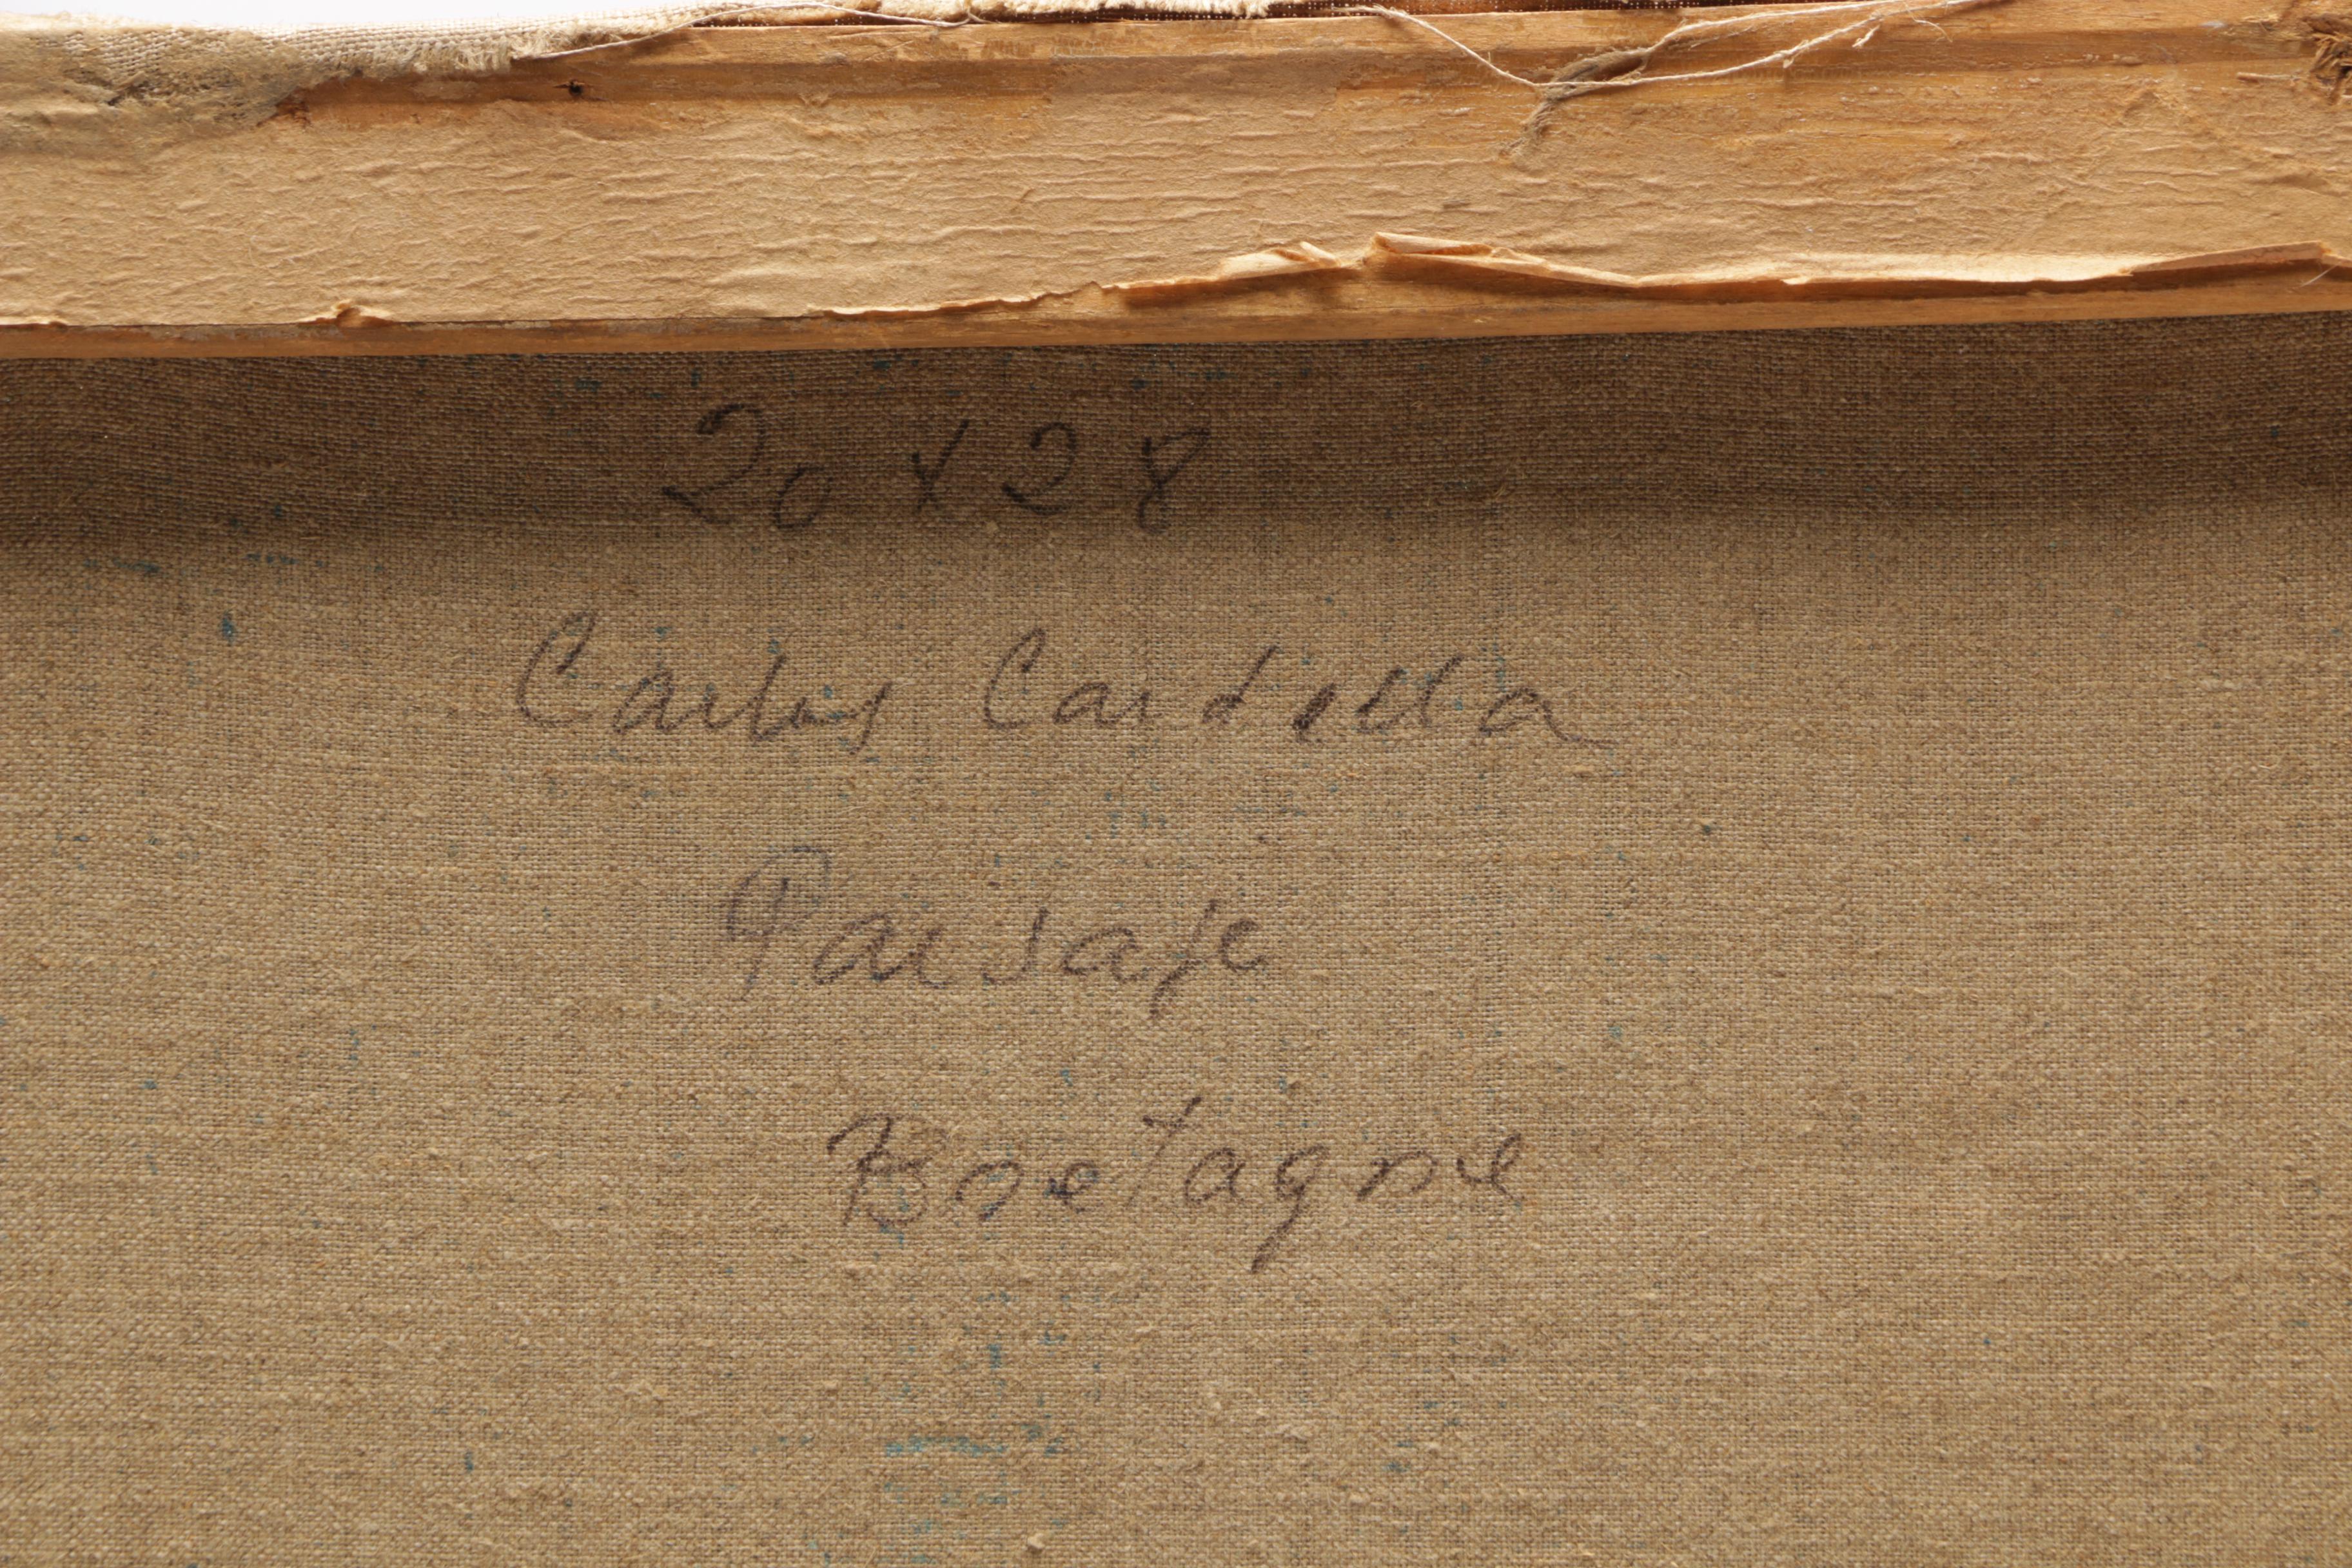 20 x 28
Carlos Cardella
Paisaje
Bretagne